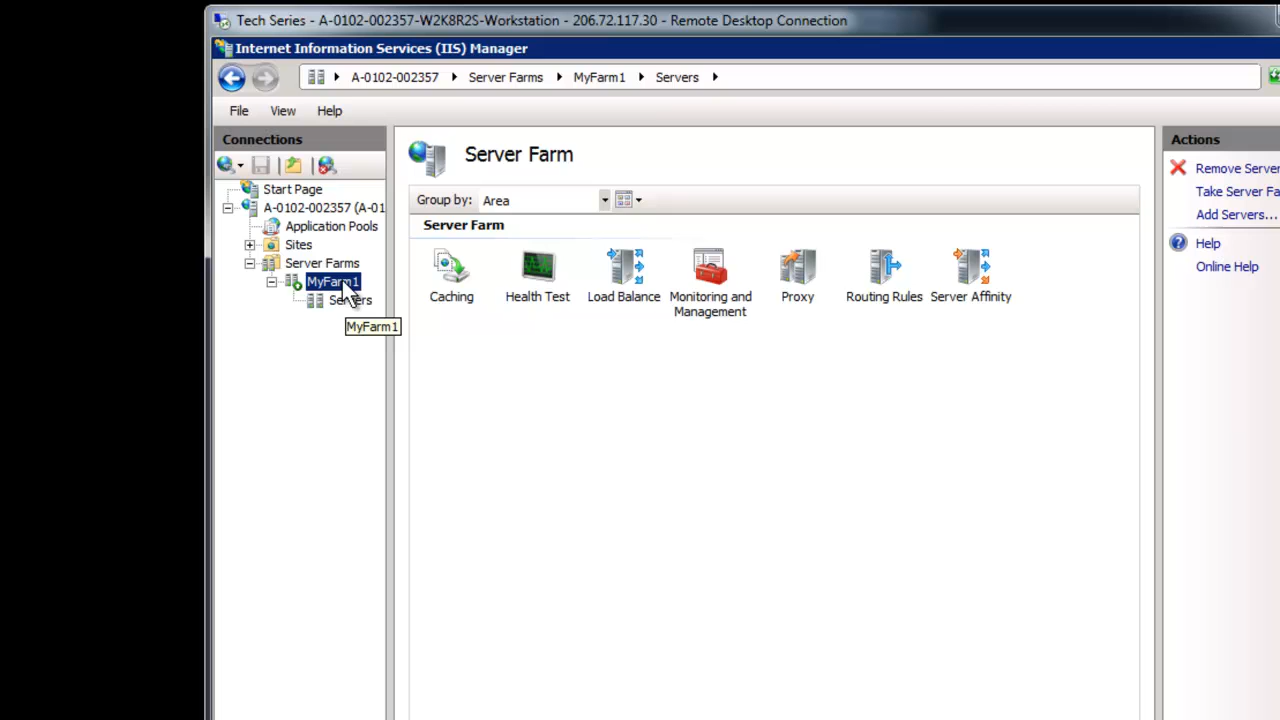 Tech Series - A-0102-002357-W2K8R2S-Workstation - 206.72.117.30 - Remote Desktop Connection
Internet Information Services (IIS) Manager
A-0102-002357 Server Farms MyFarm1 Servers
File View Help
Connections
Start Page
A-0102-002357 (A-01
Application Pools
Sites
Server Farms
MyFarm1
Servers
MyFarm1
Server Farm
Group by: Area
Server Farm
Caching
Health Test
Load Balance
Monitoring and
Management
Proxy
Routing Rules
Server Affinity
Actions
Remove Server
Take Server Fa
Add Servers...
Help
Online Help